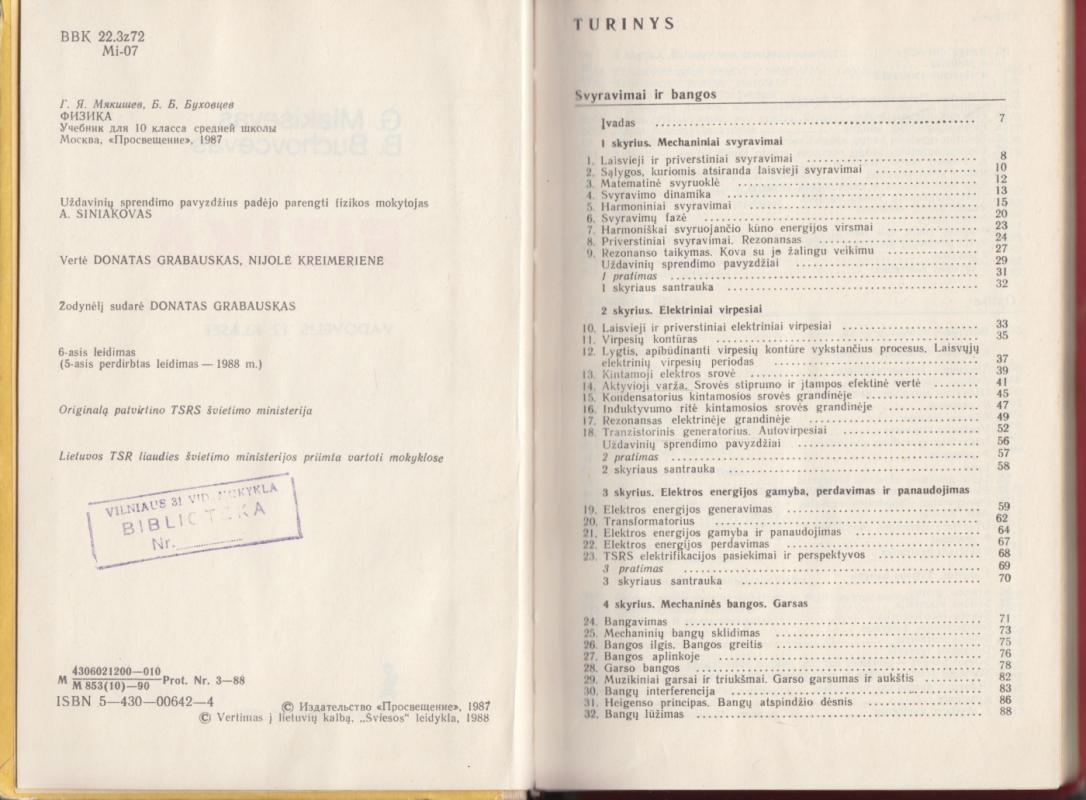 BBK 22.3z72
Mi-07
Г. Я. Мякишев, Б. Б. Буховцев
ФИЗИКА
Учебник для 10 класса средней школы
Москва, «Просвещение», 1987
Uždavinių sprendimo pavyzdžius padėjo parengti fizikos mokytojas
A. SINIAKOVAS
Vertė DONATAS GRABAUSKAS, NIJOLĖ KREIMERIENĖ
Žodynėlį sudarė DONATAS GRABAUSKAS
6-asis leidimas
(5-asis perdirbtas leidimas — 1988 m.)
Originalą patvirtino TSRS švietimo ministerija
Lietuvos TSR liaudies švietimo ministerijos priimta vartoti mokyklose
VILNIAUS 31 VID. MOKYKLA
BIBLIOTEKA
Nr.
M 4306021200—010
M 853(10)—90 Prot. Nr. 3—88
ISBN 5—430—00642—4
© Издательство «Просвещение», 1987
© Vertimas į lietuvių kalbą. „Šviesos" leidykla, 1988
TURINYS
Svyravimai ir bangos
Įvadas 7
1 skyrius. Mechaniniai svyravimai
1. Laisvieji ir priverstiniai svyravimai 8
2. Sąlygos, kuriomis atsiranda laisvieji svyravimai 10
3. Matematinė svyruoklė 12
4. Svyravimo dinamika 13
5. Harmoniniai svyravimai 15
6. Svyravimų fazė 20
7. Harmoniškai svyruojančio kūno energijos virsmai 23
8. Priverstiniai svyravimai. Rezonansas 24
9. Rezonanso taikymas. Kova su jo žalingu veikimu 27
Uždavinių sprendimo pavyzdžiai 29
1 pratimas 31
1 skyriaus santrauka 32
2 skyrius. Elektriniai virpesiai
10. Laisvieji ir priverstiniai elektriniai virpesiai 33
11. Virpesių kontūras 35
12. Lygtis, apibūdinanti virpesių kontūre vykstančius procesus. Laisvųjų
elektrinių virpesių periodas 37
13. Kintamoji elektros srovė 39
14. Aktyvioji varža. Srovės stiprumo ir įtampos efektinė vertė 41
15. Kondensatorius kintamosios srovės grandinėje 45
16. Induktyvumo ritė kintamosios srovės grandinėje 47
17. Rezonansas elektrinėje grandinėje 49
18. Tranzistorinis generatorius. Autovirpesiai 52
Uždavinių sprendimo pavyzdžiai 56
2 pratimas 57
2 skyriaus santrauka 58
3 skyrius. Elektros energijos gamyba, perdavimas ir panaudojimas
19. Elektros energijos generavimas 59
20. Transformatorius 62
21. Elektros energijos gamyba ir panaudojimas 64
22. Elektros energijos perdavimas 67
23. TSRS elektrifikacijos pasiekimai ir perspektyvos 68
3 pratimas 69
3 skyriaus santrauka 70
4 skyrius. Mechaninės bangos. Garsas
24. Bangavimas 71
25. Mechaninių bangų sklidimas 73
26. Bangos ilgis. Bangos greitis 75
27. Bangos aplinkoje 76
28. Garso bangos 78
29. Muzikiniai garsai ir triukšmai. Garso garsumas ir aukštis 82
30. Bangų interferencija 83
31. Heigenso principas. Bangų atspindžio dėsnis 86
32. Bangų lūžimas 88